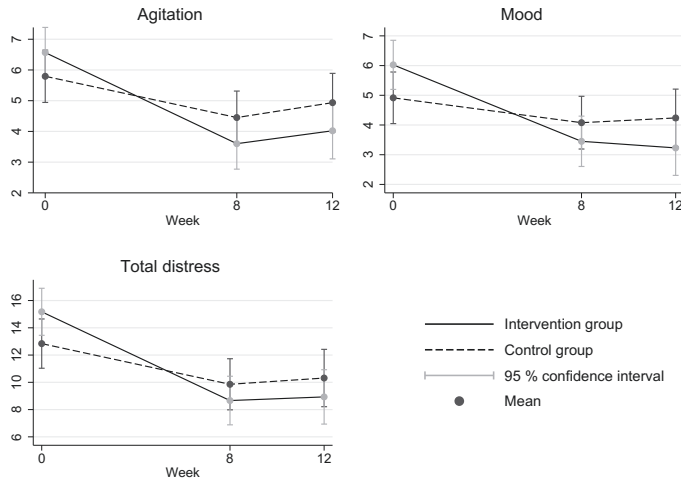 Agitation
7
6
5
4
3
2
0
8
12
Week
Mood
7
6
5
4
3
2
0
8
12
Week
Total distress
16
14
12
10
8
6
0
8
12
Week
Intervention group
Control group
95 % confidence interval
Mean